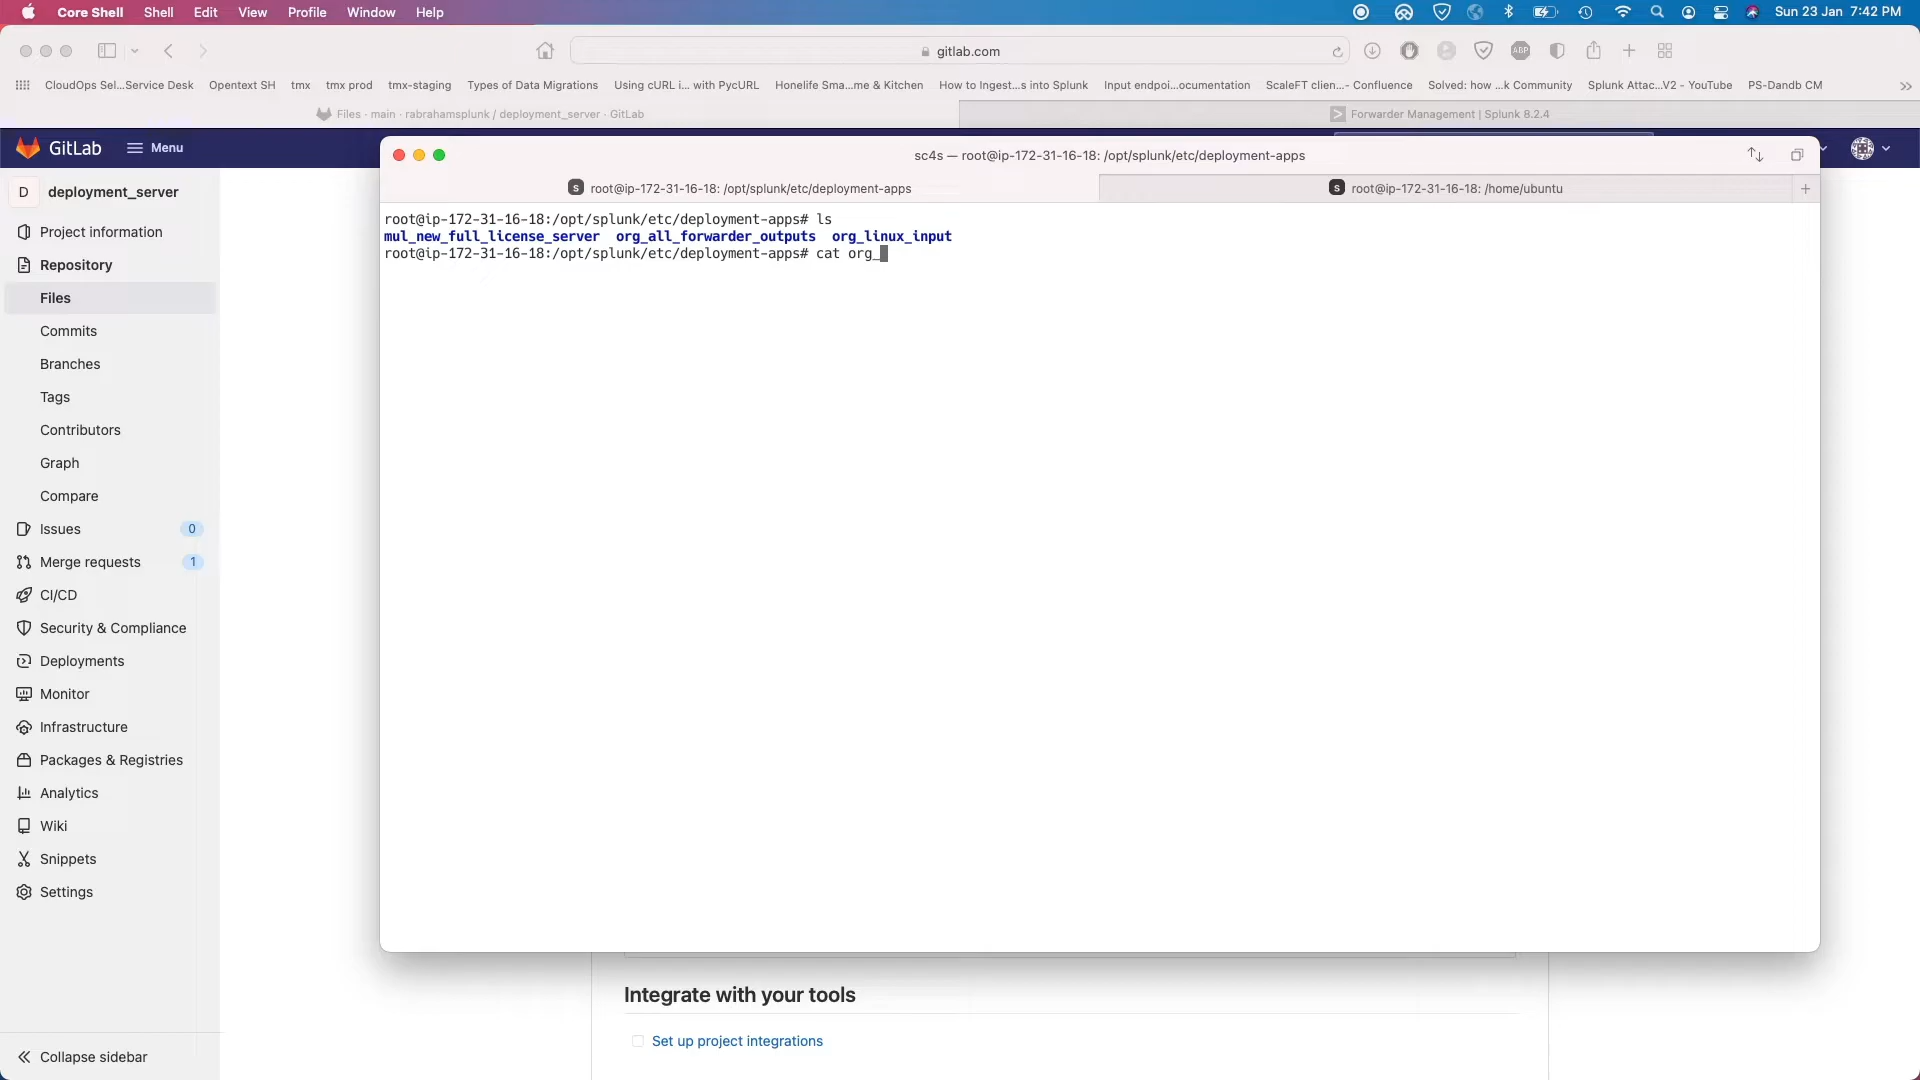 Core Shell Shell Edit View Profile Window Help Sun 23 Jan 7:42 PM
gitlab.com
CloudOps Sel...Service Desk Opentext SH tmx tmx prod tmx-staging Types of Data Migrations Using cURL i... with PycURL Honelife Sma...me & Kitchen How to Ingest...s into Splunk Input endpoi...ocumentation ScaleFT clien...- Confluence Solved: how ...k Community Splunk Attac...V2 - YouTube PS-Dandb CM
Files · main · rabrahamsplunk / deployment_server · GitLab Forwarder Management | Splunk 8.2.4
GitLab Menu
sc4s — root@ip-172-31-16-18: /opt/splunk/etc/deployment-apps
S root@ip-172-31-16-18: /opt/splunk/etc/deployment-apps S root@ip-172-31-16-18: /home/ubuntu
root@ip-172-31-16-18:/opt/splunk/etc/deployment-apps# ls
mul_new_full_license_server org_all_forwarder_outputs org_linux_input
root@ip-172-31-16-18:/opt/splunk/etc/deployment-apps# cat org_
D deployment_server
Project information
Repository
Files
Commits
Branches
Tags
Contributors
Graph
Compare
Issues 0
Merge requests 1
CI/CD
Security & Compliance
Deployments
Monitor
Infrastructure
Packages & Registries
Analytics
Wiki
Snippets
Settings
Collapse sidebar
Integrate with your tools
Set up project integrations
ABP